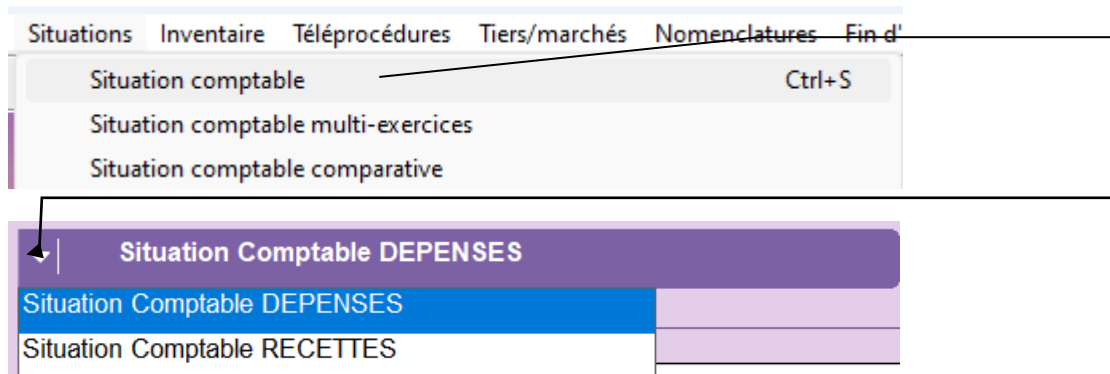 Situations Inventaire Téléprocédures Tiers/marchés Nomenclatures Fin d'
Situation comptable Ctrl+S
Situation comptable multi-exercices
Situation comptable comparative
Situation Comptable DEPENSES
Situation Comptable DEPENSES
Situation Comptable RECETTES